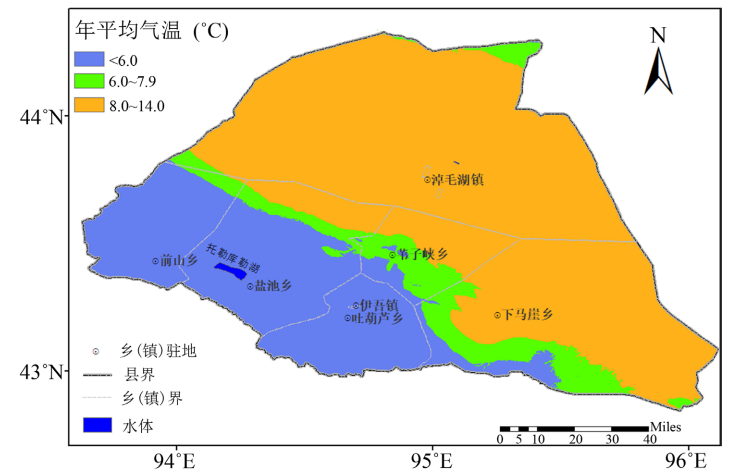 年平均气温 (°C)
<6.0
6.0~7.9
8.0~14.0
N
44°N
43°N
淖毛湖镇
苇子峡乡
托勒库勒湖
前山乡
盐池乡
伊吾镇
吐葫芦乡
下马崖乡
乡(镇)驻地
县界
乡(镇)界
水体
Miles
0 5 10 20 30 40
94°E
95°E
96°E